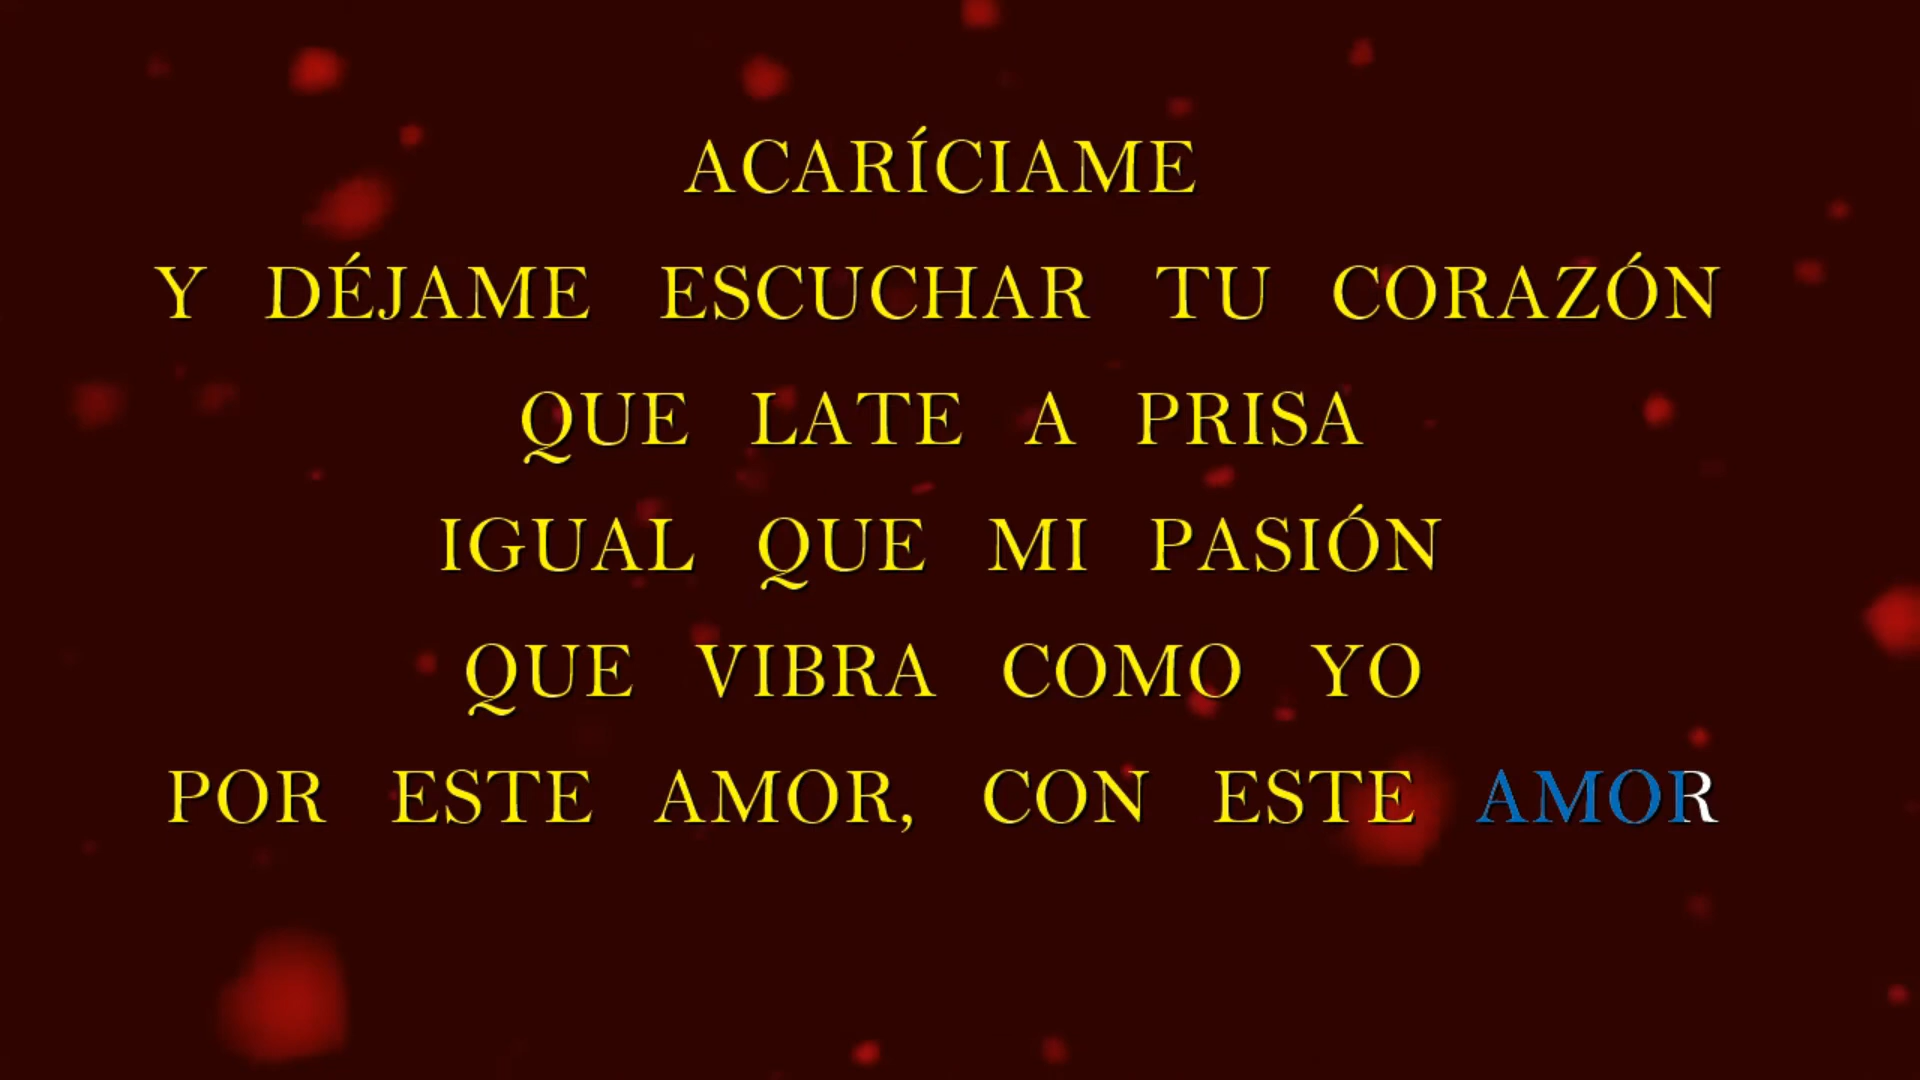 ACARÍCIAME
Y DÉJAME ESCUCHAR TU CORAZÓN
QUE LATE A PRISA
IGUAL QUE MI PASIÓN
QUE VIBRA COMO YO
POR ESTE AMOR, CON ESTE AMOR